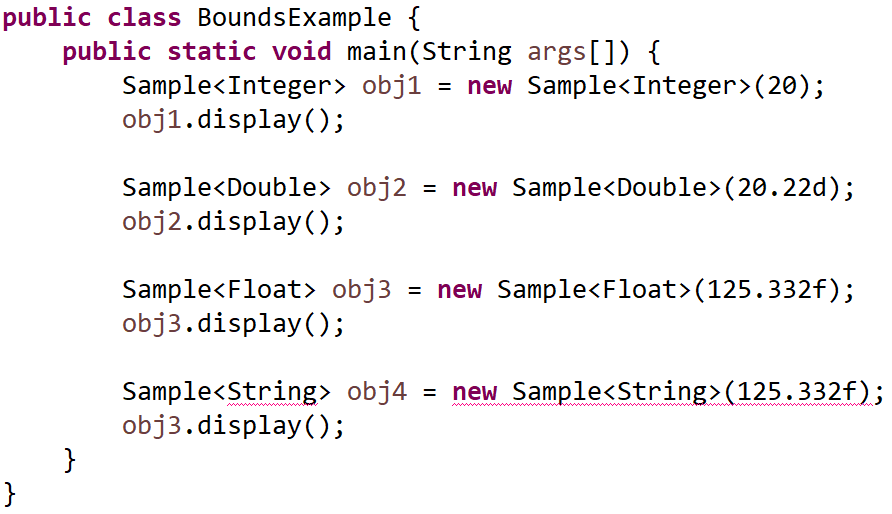 public class BoundsExample {
    public static void main(String args[]) {
        Sample<Integer> obj1 = new Sample<Integer>(20);
        obj1.display();

        Sample<Double> obj2 = new Sample<Double>(20.22d);
        obj2.display();

        Sample<Float> obj3 = new Sample<Float>(125.332f);
        obj3.display();

        Sample<String> obj4 = new Sample<String>(125.332f);
        obj3.display();
    }
}